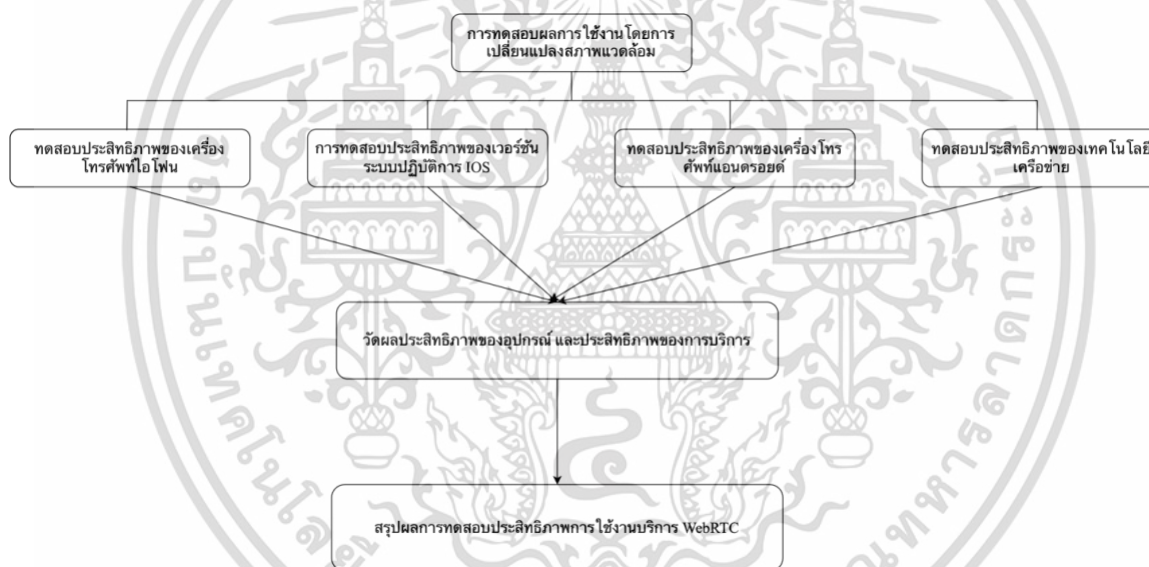 การทดสอบผลการใช้งานโดยการ
เปลี่ยนแปลงสภาพแวดล้อม
ทดสอบประสิทธิภาพของเครื่อง
โทรศัพท์ไอโฟน
การทดสอบประสิทธิภาพของเวอร์ชัน
ระบบปฏิบัติการ IOS
ทดสอบประสิทธิภาพของเครื่องโทร
ศัพท์แอนดรอยด์
ทดสอบประสิทธิภาพของเทคโนโลยี
เครือข่าย
วัดผลประสิทธิภาพของอุปกรณ์ และประสิทธิภาพของการบริการ
สรุปผลการทดสอบประสิทธิภาพการใช้งานบริการ WebRTC